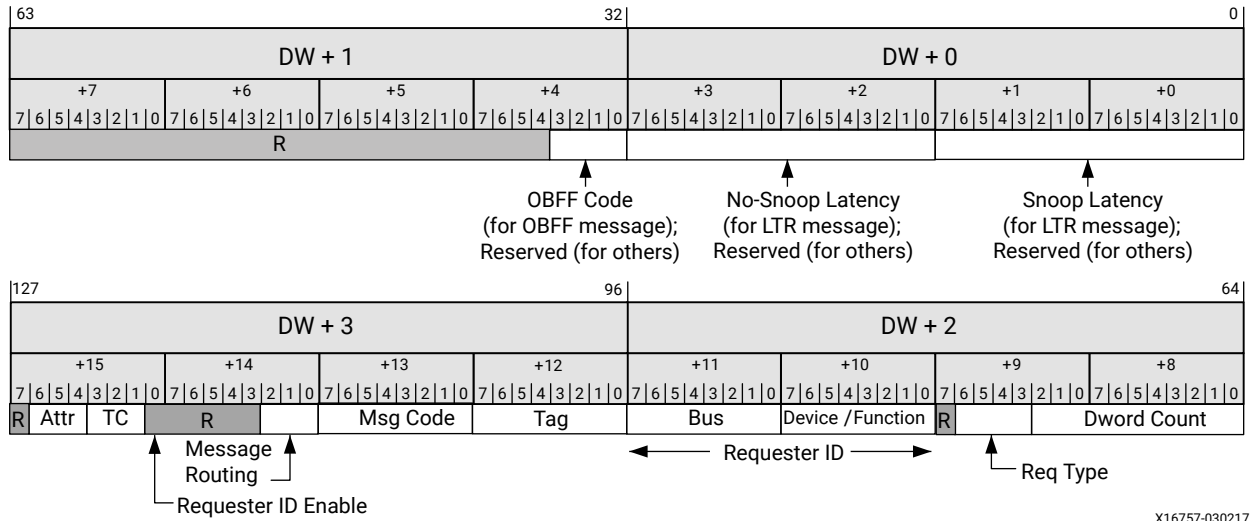 63 32 0
DW + 1 DW + 0
+7 +6 +5 +4 +3 +2 +1 +0
7 6 5 4 3 2 1 0 7 6 5 4 3 2 1 0 7 6 5 4 3 2 1 0 7 6 5 4 3 2 1 0 7 6 5 4 3 2 1 0 7 6 5 4 3 2 1 0 7 6 5 4 3 2 1 0 7 6 5 4 3 2 1 0
R
OBFF Code No-Snoop Latency Snoop Latency
(for OBFF message); (for LTR message); (for LTR message);
Reserved (for others) Reserved (for others) Reserved (for others)
127 96 64
DW + 3 DW + 2
+15 +14 +13 +12 +11 +10 +9 +8
7 6 5 4 3 2 1 0 7 6 5 4 3 2 1 0 7 6 5 4 3 2 1 0 7 6 5 4 3 2 1 0 7 6 5 4 3 2 1 0 7 6 5 4 3 2 1 0 7 6 5 4 3 2 1 0 7 6 5 4 3 2 1 0
R Attr TC R Msg Code Tag Bus Device /Function R Dword Count
Message Requester ID
Routing Req Type
Requester ID Enable
X16757-030217